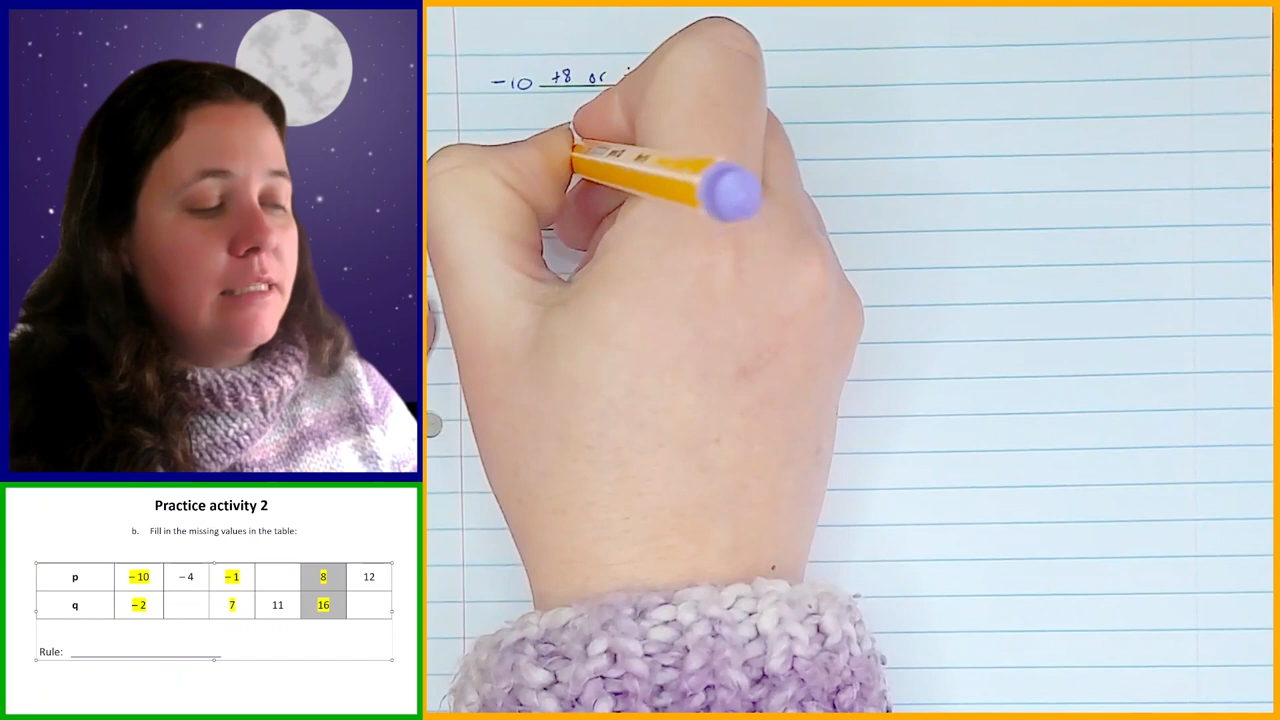 -10 +8 or
Practice activity 2
b. Fill in the missing values in the table:
p – 10 – 4 – 1 8 12
q – 2 7 11 16
Rule: ____________________